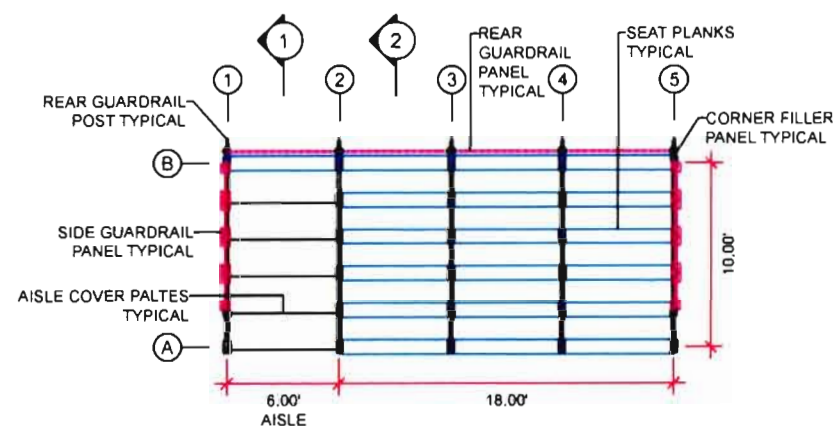 1
2
REAR
GUARDRAIL
PANEL
TYPICAL
SEAT PLANKS
TYPICAL
1
2
3
4
5
REAR GUARDRAIL
POST TYPICAL
CORNER FILLER
PANEL TYPICAL
B
SIDE GUARDRAIL
PANEL TYPICAL
10.00'
AISLE COVER PALTES
TYPICAL
A
6.00'
AISLE
18.00'